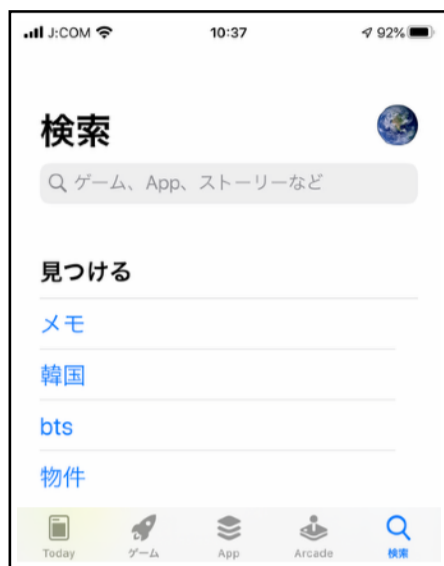 J:COM 10:37 92%
検索
ゲーム、App、ストーリーなど
見つける
メモ
韓国
bts
物件
Today ゲーム App Arcade 検索